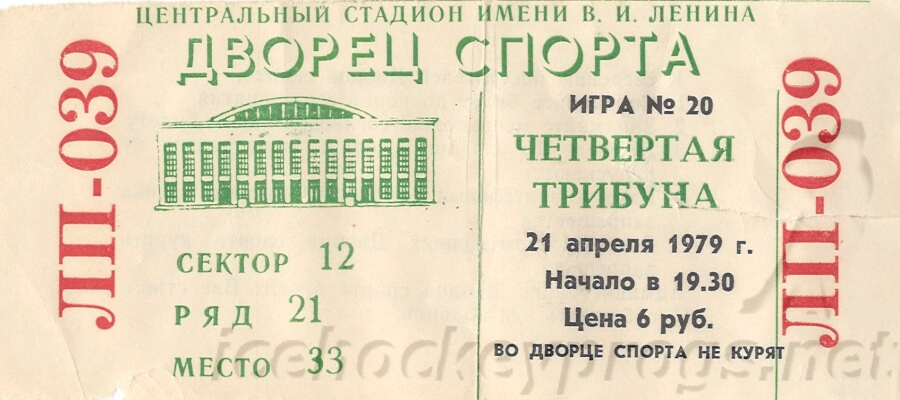 ЦЕНТРАЛЬНЫЙ СТАДИОН ИМЕНИ В. И. ЛЕНИНА
ДВОРЕЦ СПОРТА
ЛП-039
ИГРА № 20
ЧЕТВЕРТАЯ
ТРИБУНА
21 апреля 1979 г.
Начало в 19.30
Цена 6 руб.
ВО ДВОРЦЕ СПОРТА НЕ КУРЯТ
СЕКТОР 12
РЯД 21
МЕСТО 33
ЛП-039
icehockeyprogs.net